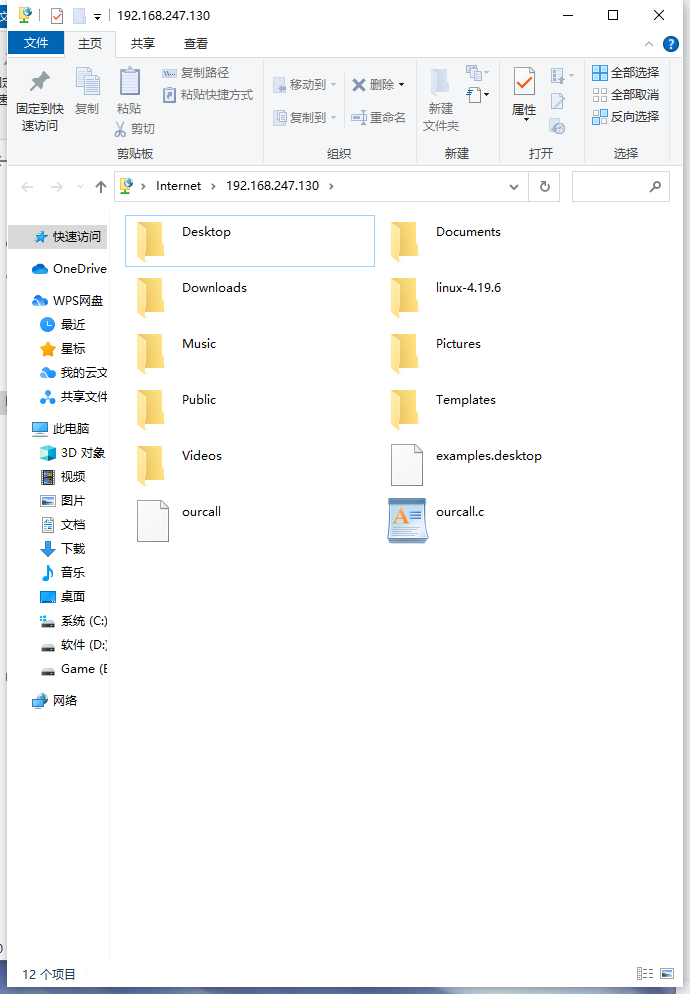 192.168.247.130
文件 主页 共享 查看
固定到快
速访问
复制
粘贴
复制路径
粘贴快捷方式
剪切
剪贴板
移动到
复制到
删除
重命名
组织
新建
文件夹
新建
属性
打开
全部选择
全部取消
反向选择
选择
Internet 192.168.247.130
快速访问
OneDrive
WPS网盘
最近
星标
我的云文
共享文件
此电脑
3D 对象
视频
图片
文档
下载
音乐
桌面
系统 (C:)
软件 (D:)
Game (E
网络
Desktop Documents
Downloads linux-4.19.6
Music Pictures
Public Templates
Videos examples.desktop
ourcall ourcall.c
12 个项目